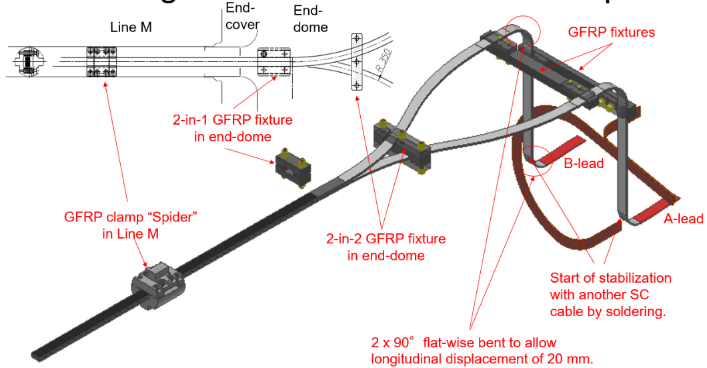 End-
cover
End-
dome
Line M
GFRP fixtures
R 350
2-in-1 GFRP fixture
in end-dome
B-lead
GFRP clamp “Spider”
in Line M
2-in-2 GFRP fixture
in end-dome
A-lead
Start of stabilization
with another SC
cable by soldering.
2 x 90° flat-wise bent to allow
longitudinal displacement of 20 mm.